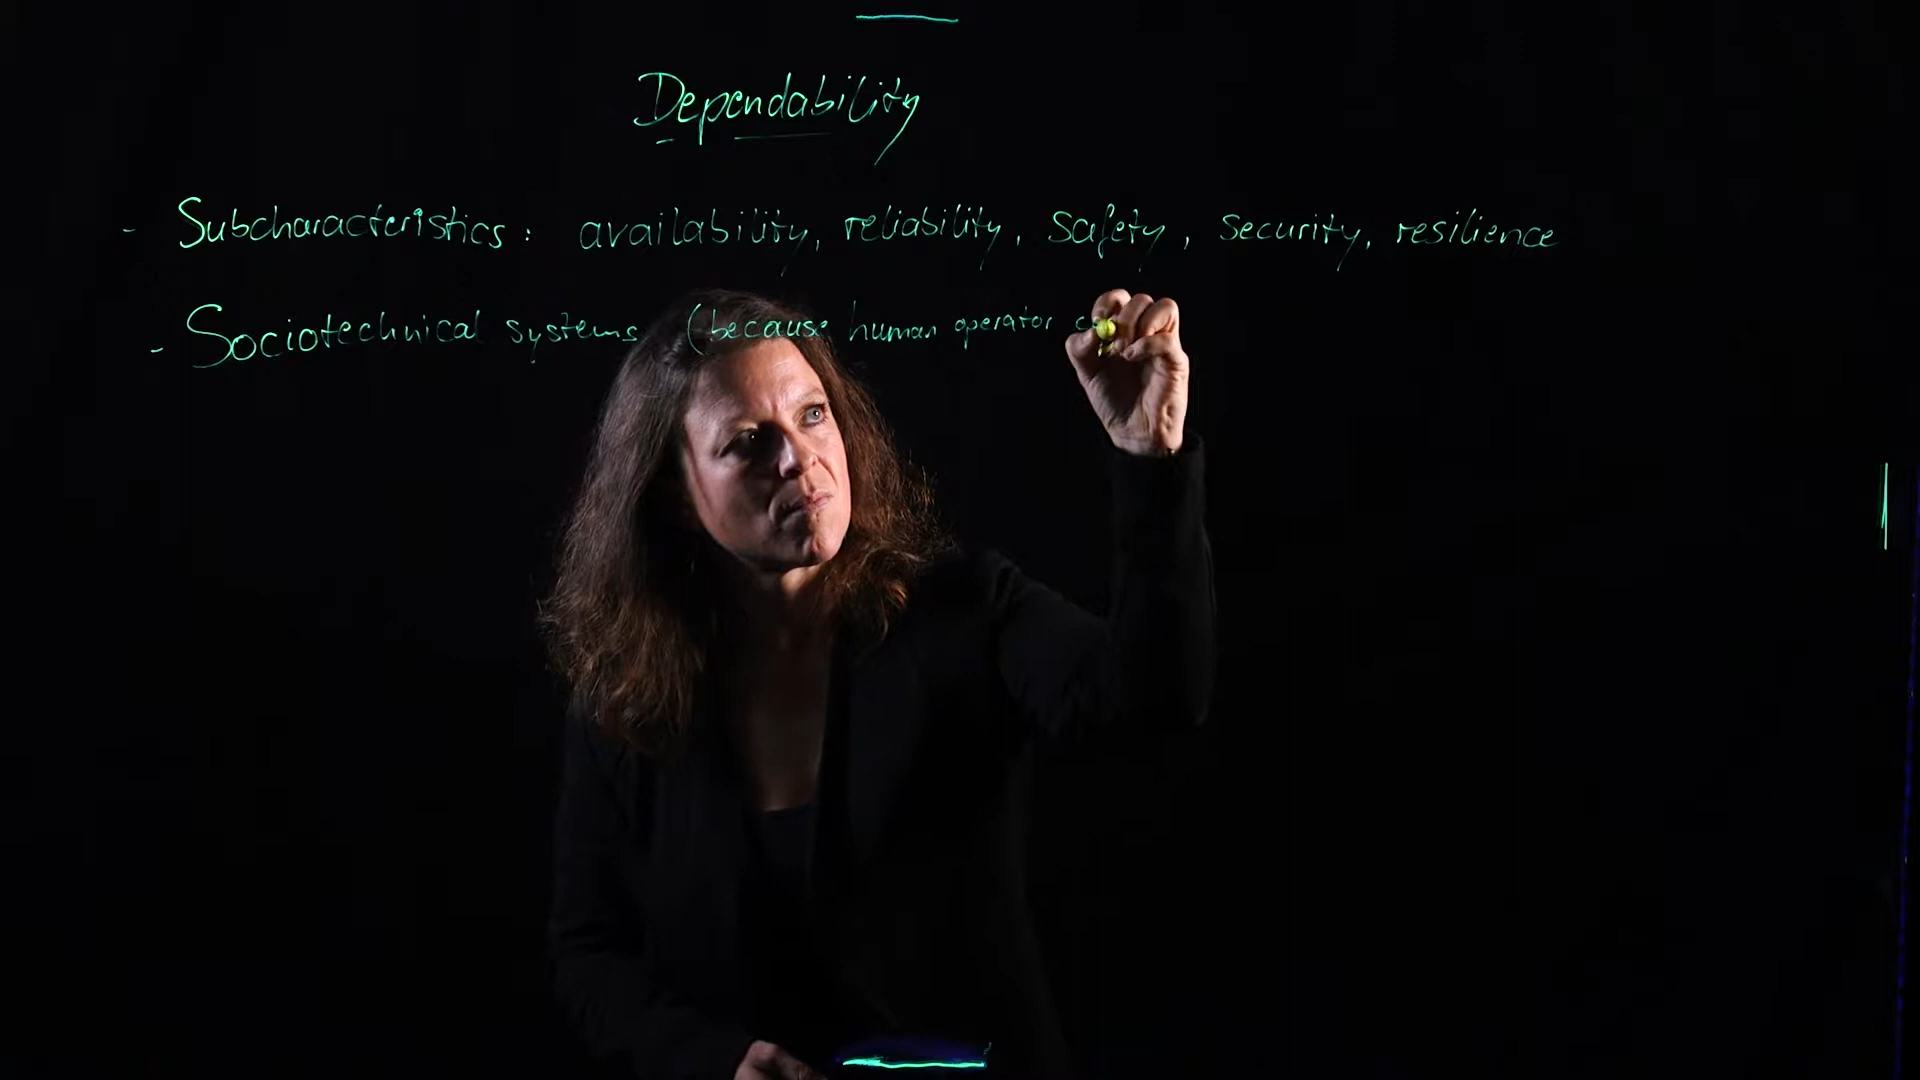 Dependability
- Subcharacteristics: availability, reliability, safety, security, resilience
- Sociotechnical systems (because human operator